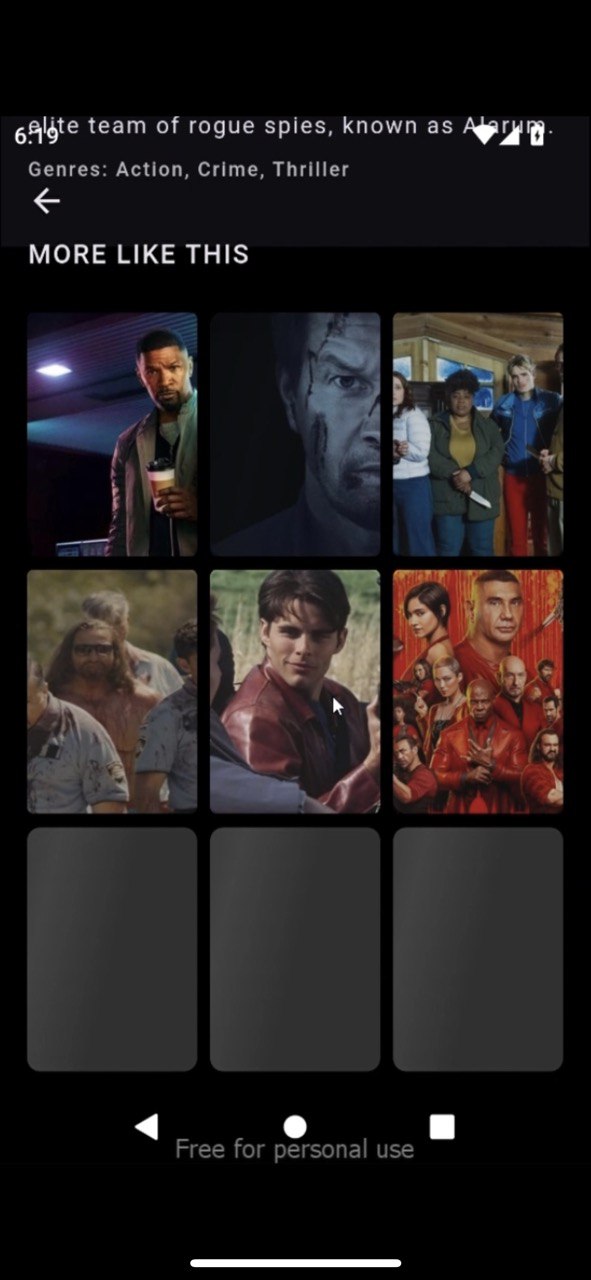 elite team of rogue spies, known as Alarum.
6:19
Genres: Action, Crime, Thriller
MORE LIKE THIS
Free for personal use